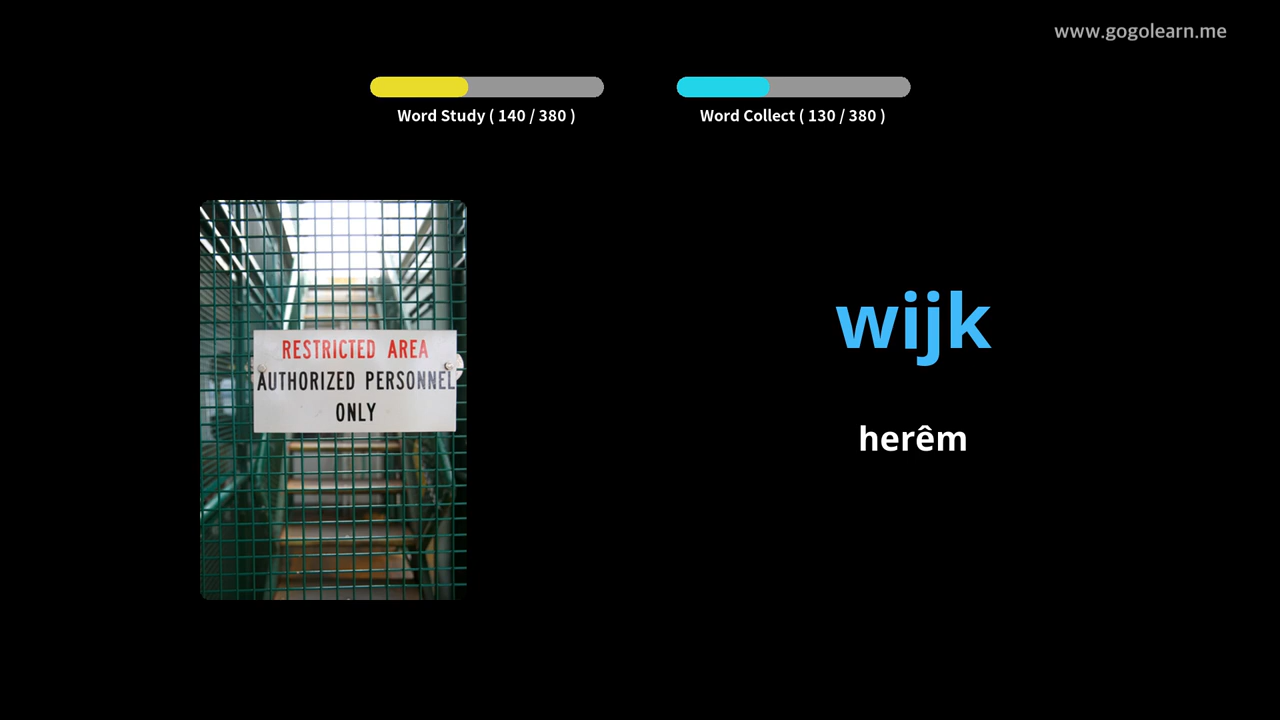 www.gogolearn.me
Word Study ( 140 / 380 )
Word Collect ( 130 / 380 )
RESTRICTED AREA
AUTHORIZED PERSONNEL
ONLY
wijk
herêm